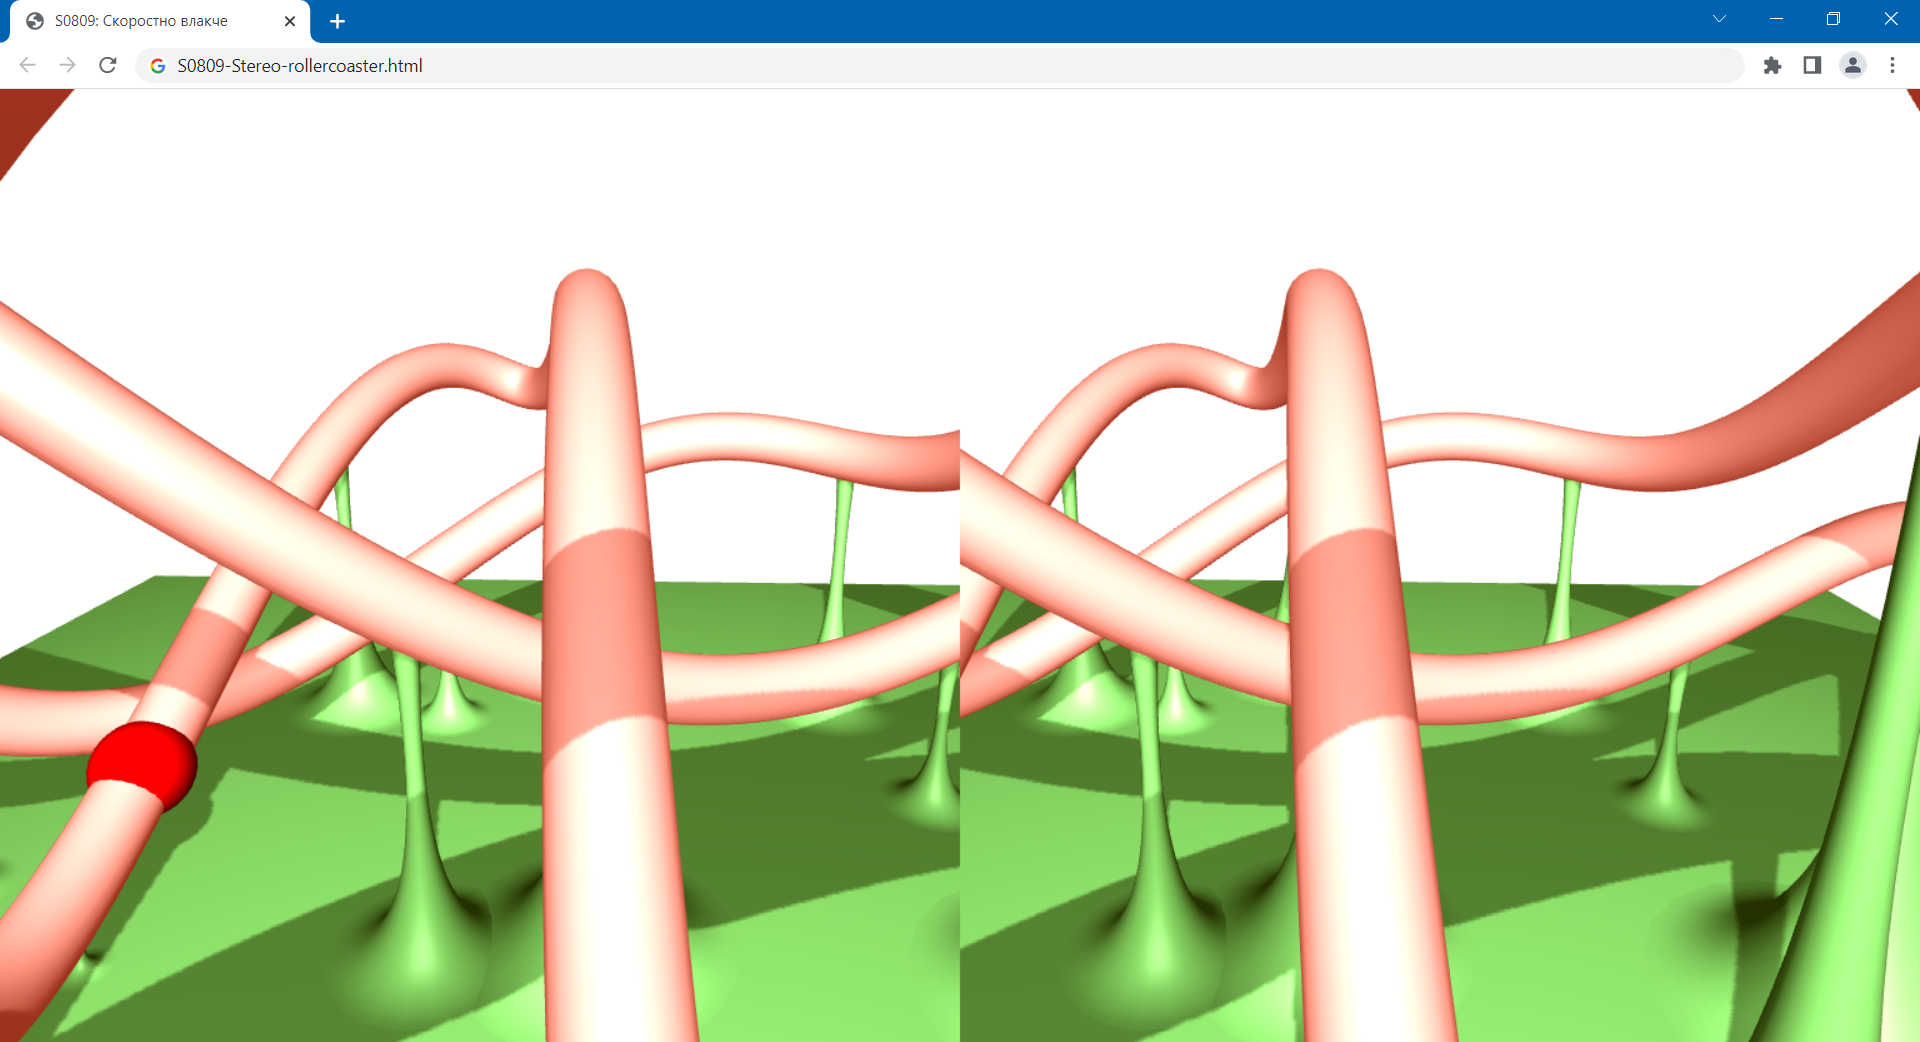 S0809: Скоростно влакче
S0809-Stereo-rollercoaster.html